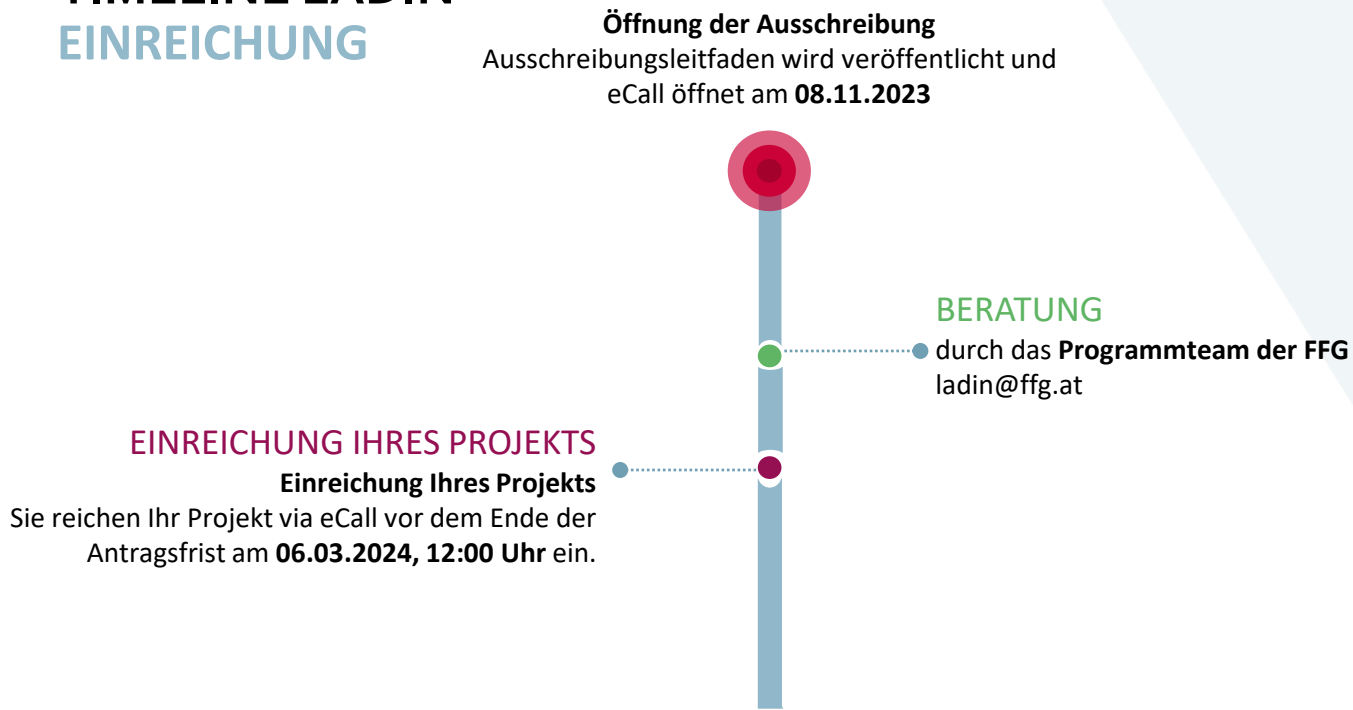 TIMELINE LADIN
EINREICHUNG
Öffnung der Ausschreibung
Ausschreibungsleitfaden wird veröffentlicht und
eCall öffnet am 08.11.2023
BERATUNG
durch das Programmteam der FFG
ladin@ffg.at
EINREICHUNG IHRES PROJEKTS
Einreichung Ihres Projekts
Sie reichen Ihr Projekt via eCall vor dem Ende der
Antragsfrist am 06.03.2024, 12:00 Uhr ein.